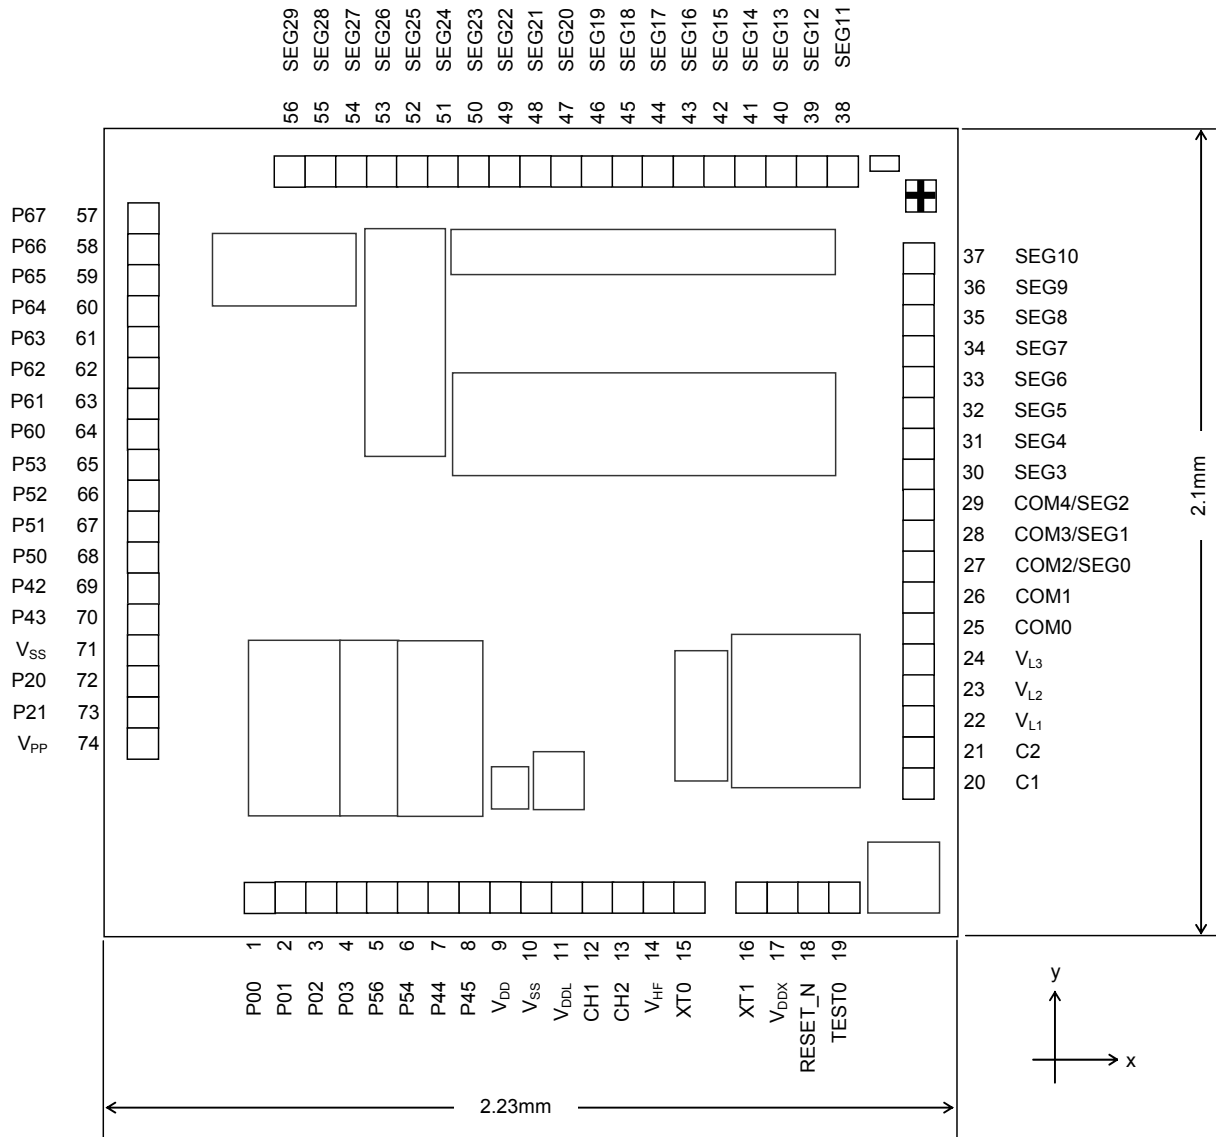 SEG29 SEG28 SEG27 SEG26 SEG25 SEG24 SEG23 SEG22 SEG21 SEG20 SEG19 SEG18 SEG17 SEG16 SEG15 SEG14 SEG13 SEG12 SEG11
56 55 54 53 52 51 50 49 48 47 46 45 44 43 42 41 40 39 38
P67 57
P66 58
P65 59
P64 60
P63 61
P62 62
P61 63
P60 64
P53 65
P52 66
P51 67
P50 68
P42 69
P43 70
VSS 71
P20 72
P21 73
VPP 74
37 SEG10
36 SEG9
35 SEG8
34 SEG7
33 SEG6
32 SEG5
31 SEG4
30 SEG3
29 COM4/SEG2
28 COM3/SEG1
27 COM2/SEG0
26 COM1
25 COM0
24 VL3
23 VL2
22 VL1
21 C2
20 C1
2.1mm
1 2 3 4 5 6 7 8 9 10 11 12 13 14 15 16 17 18 19
P00 P01 P02 P03 P56 P54 P44 P45 VDD VSS VDDL CH1 CH2 VHF XT0 XT1 VDDX RESET_N TEST0
y
x
2.23mm